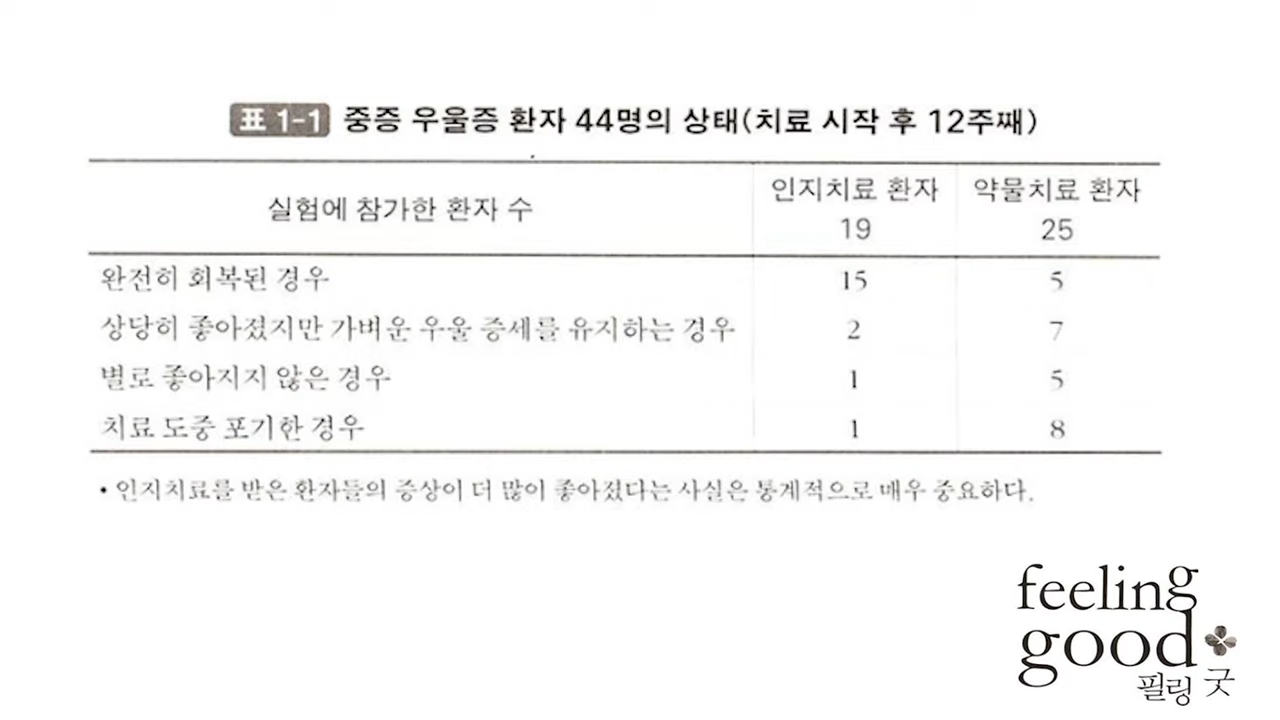 표 1-1 중증 우울증 환자 44명의 상태(치료 시작 후 12주째)
실험에 참가한 환자 수 인지치료 환자 19 약물치료 환자 25
완전히 회복된 경우 15 5
상당히 좋아졌지만 가벼운 우울 증세를 유지하는 경우 2 7
별로 좋아지지 않은 경우 1 5
치료 도중 포기한 경우 1 8
• 인지치료를 받은 환자들의 증상이 더 많이 좋아졌다는 사실은 통계적으로 매우 중요하다.
feeling
good
필링 굿